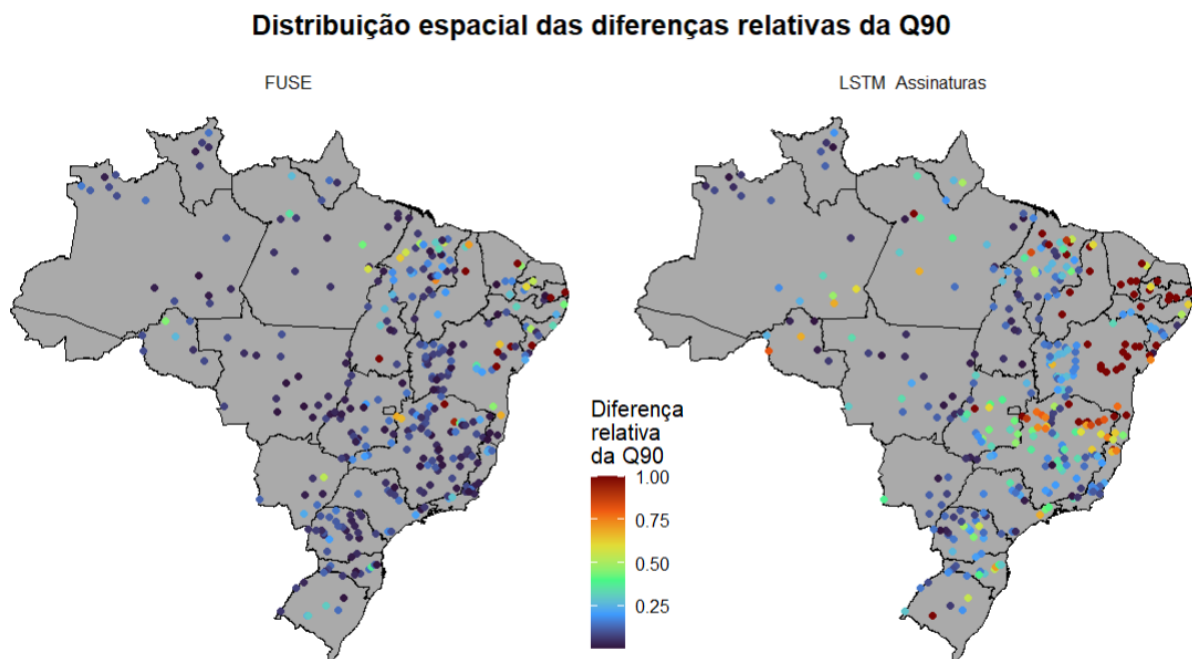 Distribuição espacial das diferenças relativas da Q90
FUSE
LSTM Assinaturas
Diferença
relativa
da Q90
1.00
0.75
0.50
0.25